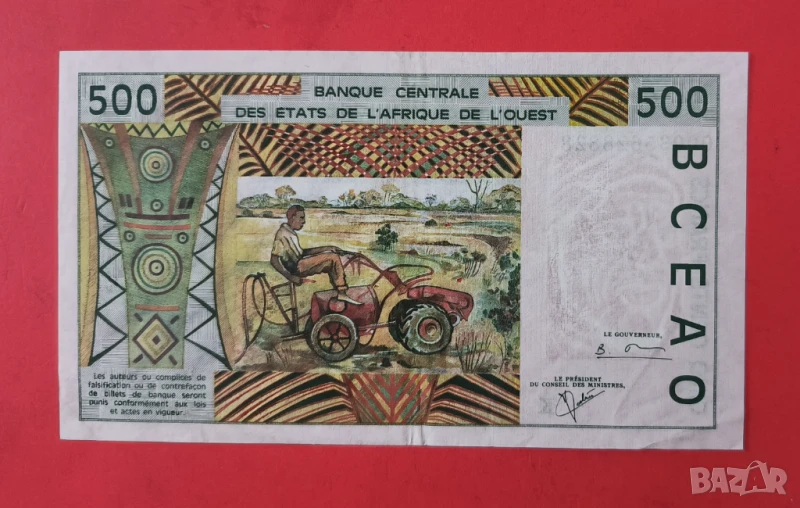 500
BANQUE CENTRALE
DES ETATS DE L'AFRIQUE DE L'OUEST
500
BCEAO
LE GOUVERNEUR,
LE PRÉSIDENT
DU CONSEIL DES MINISTRES,
Les auteurs ou complices de
falsification ou de contrefaçon
de billets de banque seront
punis conformément aux lois
et actes en vigueur.
BAZAR
bg